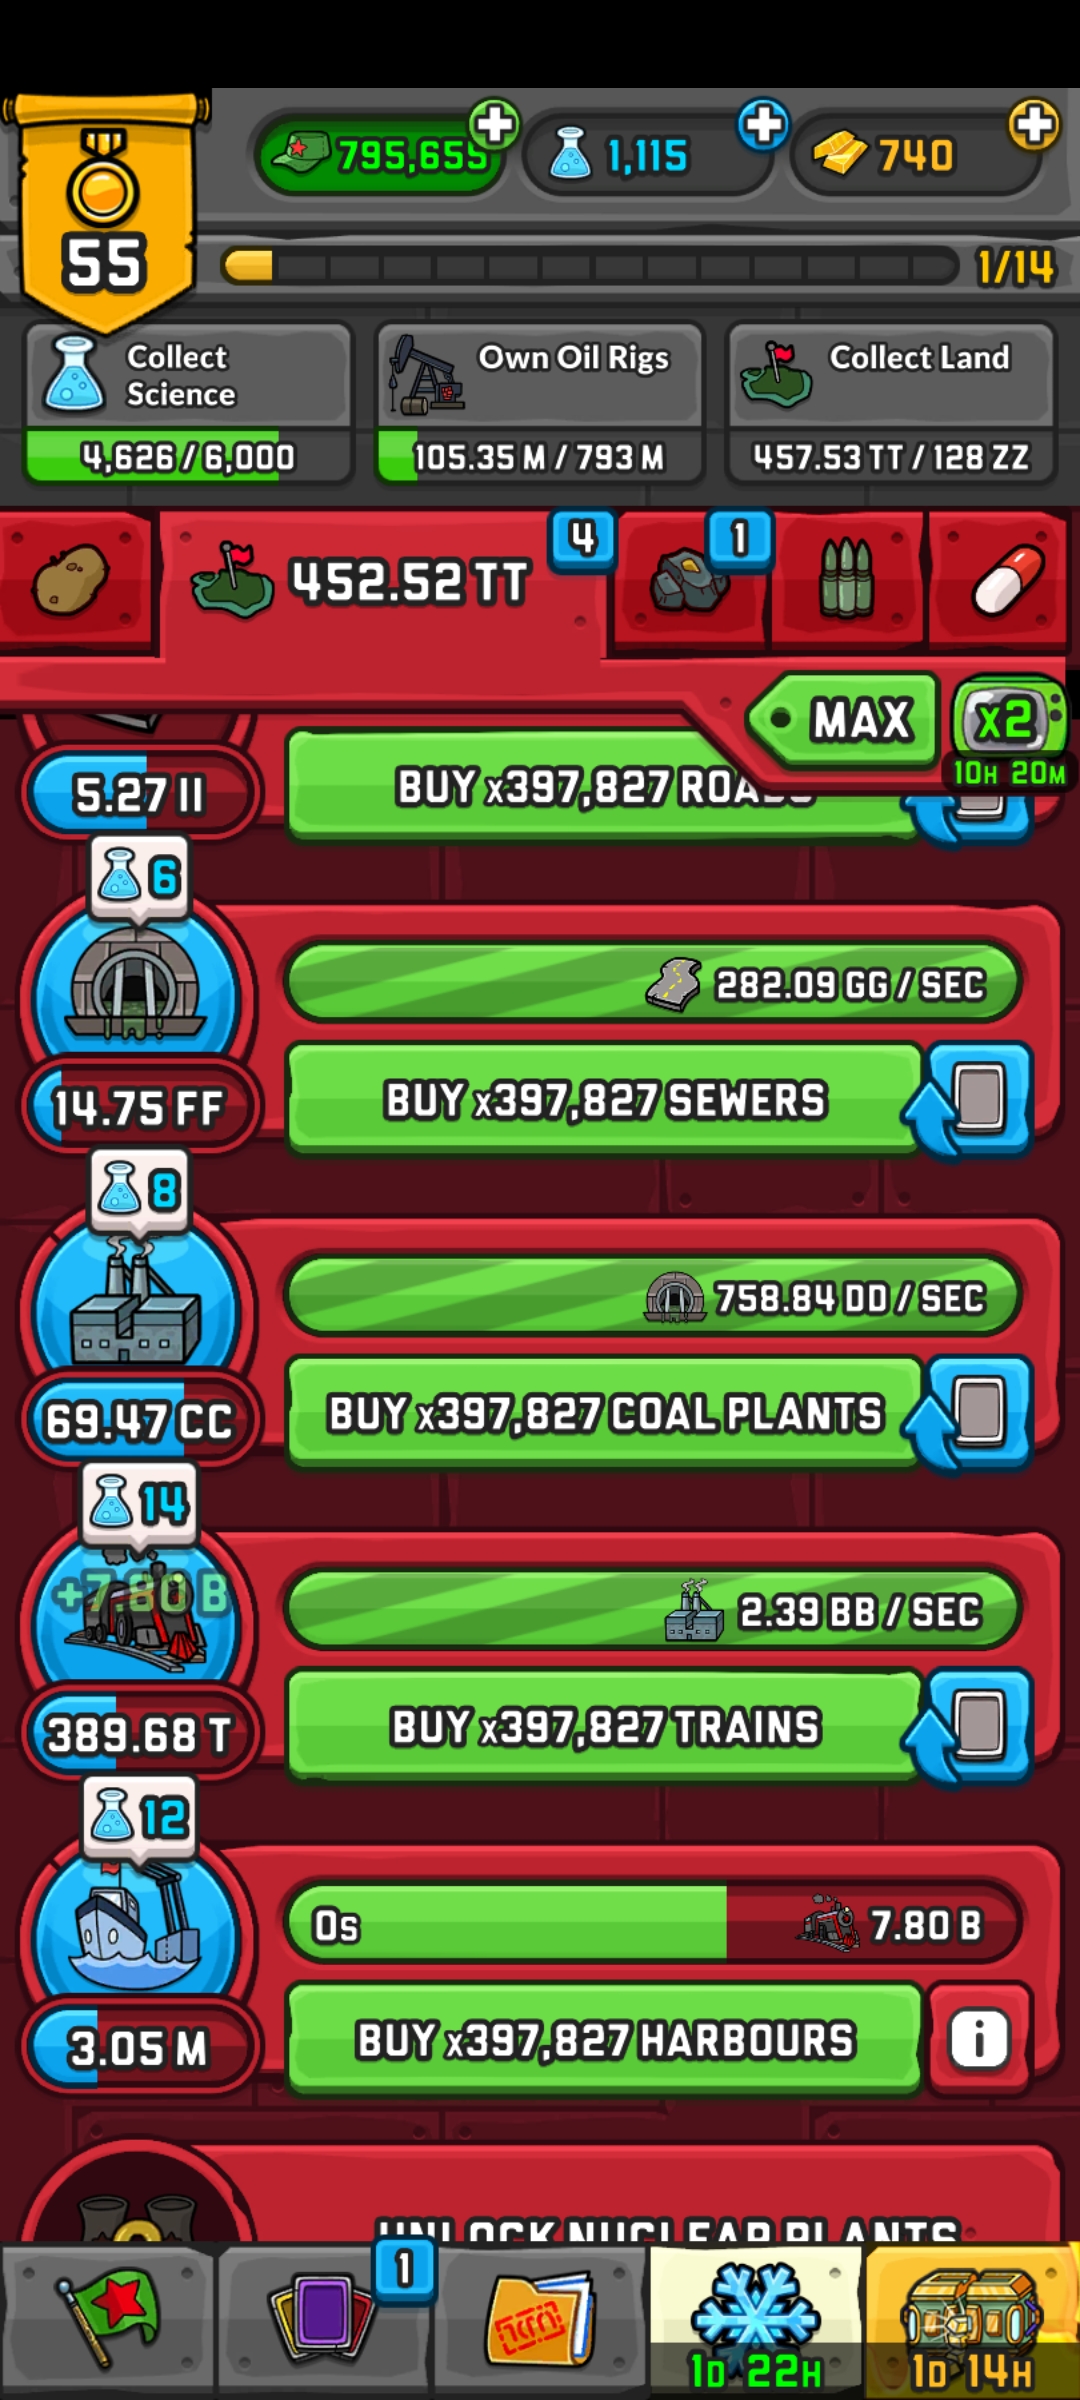 795,655
1,115
740
55
1/14
Collect
Science
4,626 / 6,000
Own Oil Rigs
105.35 M / 793 M
Collect Land
457.53 TT / 128 ZZ
452.52 TT
4
1
MAX
x2
10H 20M
5.27 II
BUY x397,827 ROADS
6
282.09 GG / SEC
14.75 FF
BUY x397,827 SEWERS
8
758.84 DD / SEC
69.47 CC
BUY x397,827 COAL PLANTS
14
+7.80 B
2.39 BB / SEC
389.68 T
BUY x397,827 TRAINS
12
0s
7.80 B
3.05 M
BUY x397,827 HARBOURS
i
UNLOCK NUCLEAR PLANTS
1
1D 22H
1D 14H